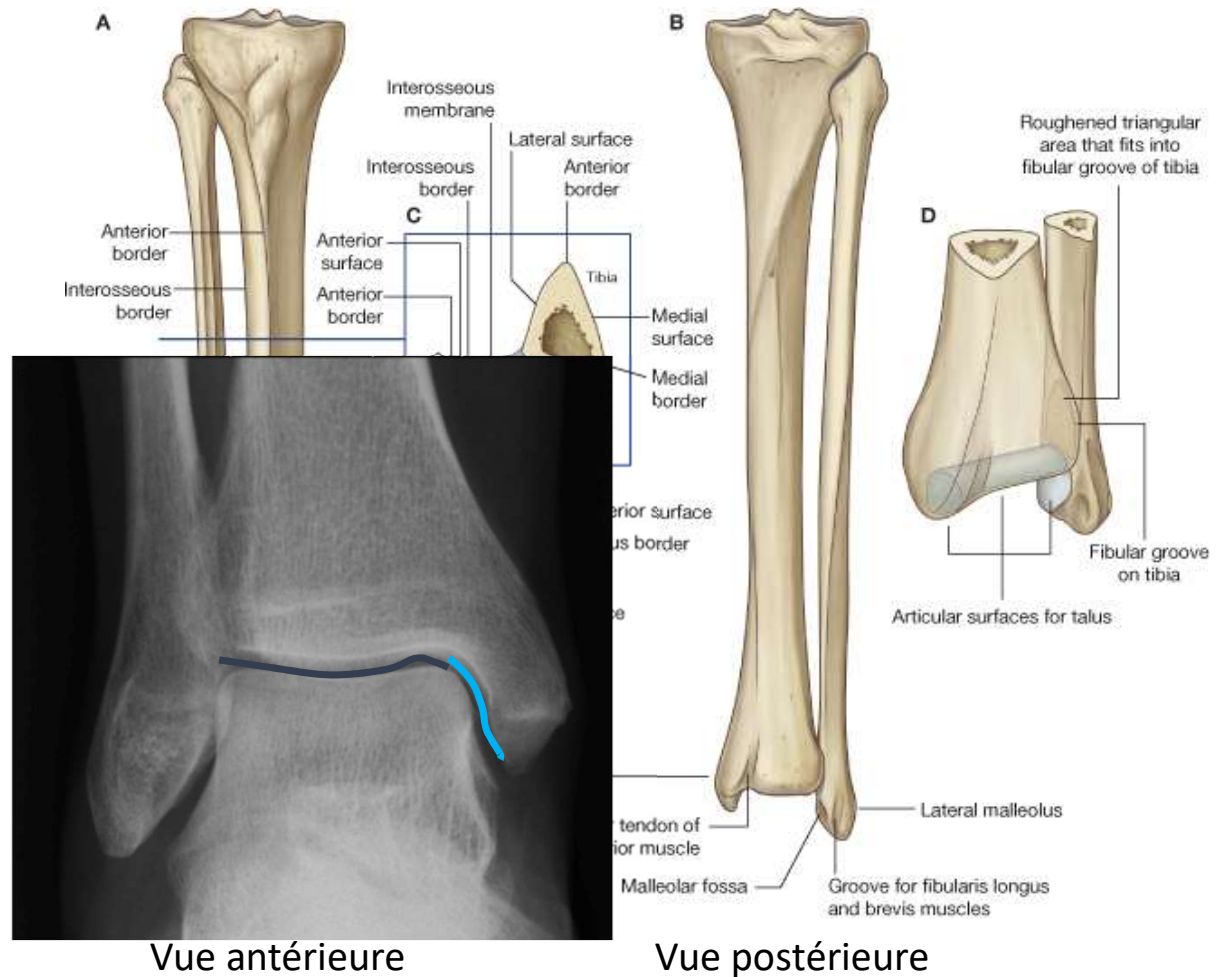 A
B
Interosseous
membrane
Lateral surface
Anterior
border
Interosseous
border
C
Anterior
border
Anterior
surface
Interosseous
border
Anterior
border
Tibia
Medial
surface
Medial
border
Roughened triangular
area that fits into
fibular groove of tibia
D
erior surface
us border
Fibular groove
on tibia
Articular surfaces for talus
Lateral malleolus
tendon of
rior muscle
Malleolar fossa
Groove for fibularis longus
and brevis muscles
Vue antérieure
Vue postérieure